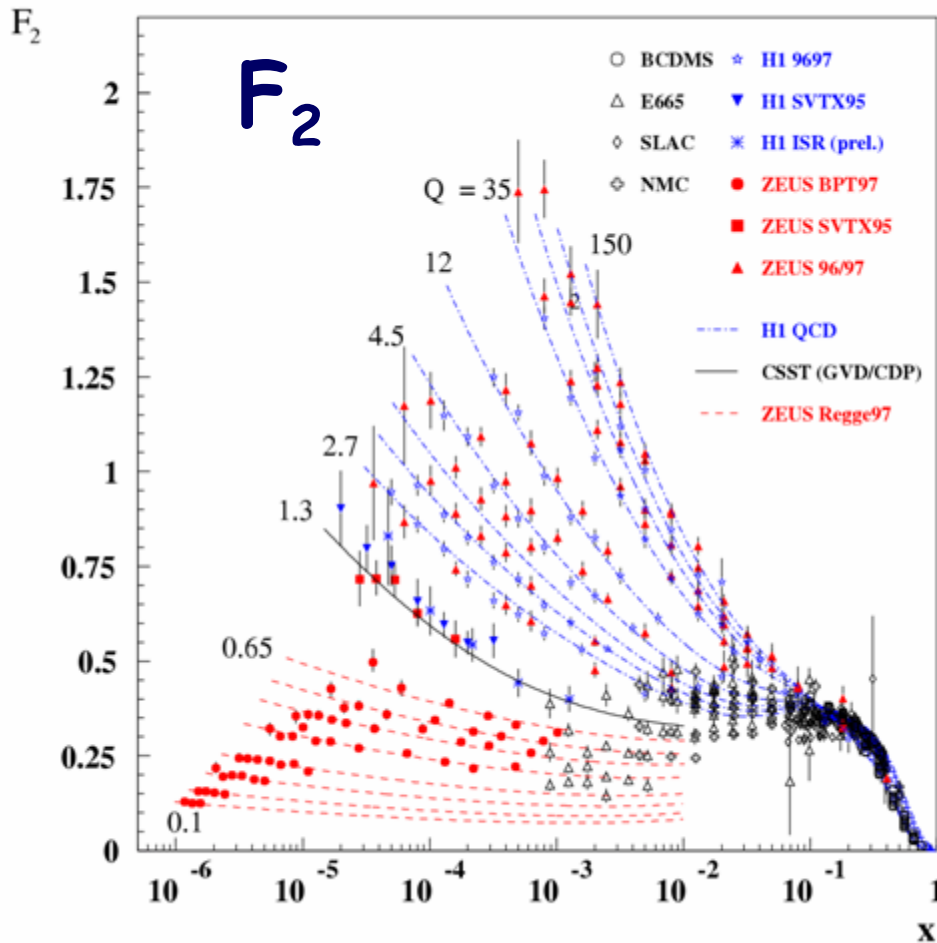 F2
F2
BCDMS
H1 9697
E665
H1 SVTX95
SLAC
H1 ISR (prel.)
NMC
ZEUS BPT97
ZEUS SVTX95
ZEUS 96/97
H1 QCD
CSST (GVD/CDP)
ZEUS Regge97
2
1.75
1.5
1.25
1
0.75
0.5
0.25
0
Q = 35
2
150
12
4.5
2.7
1.3
0.65
0.1
10^-6
10^-5
10^-4
10^-3
10^-2
10^-1
1
x